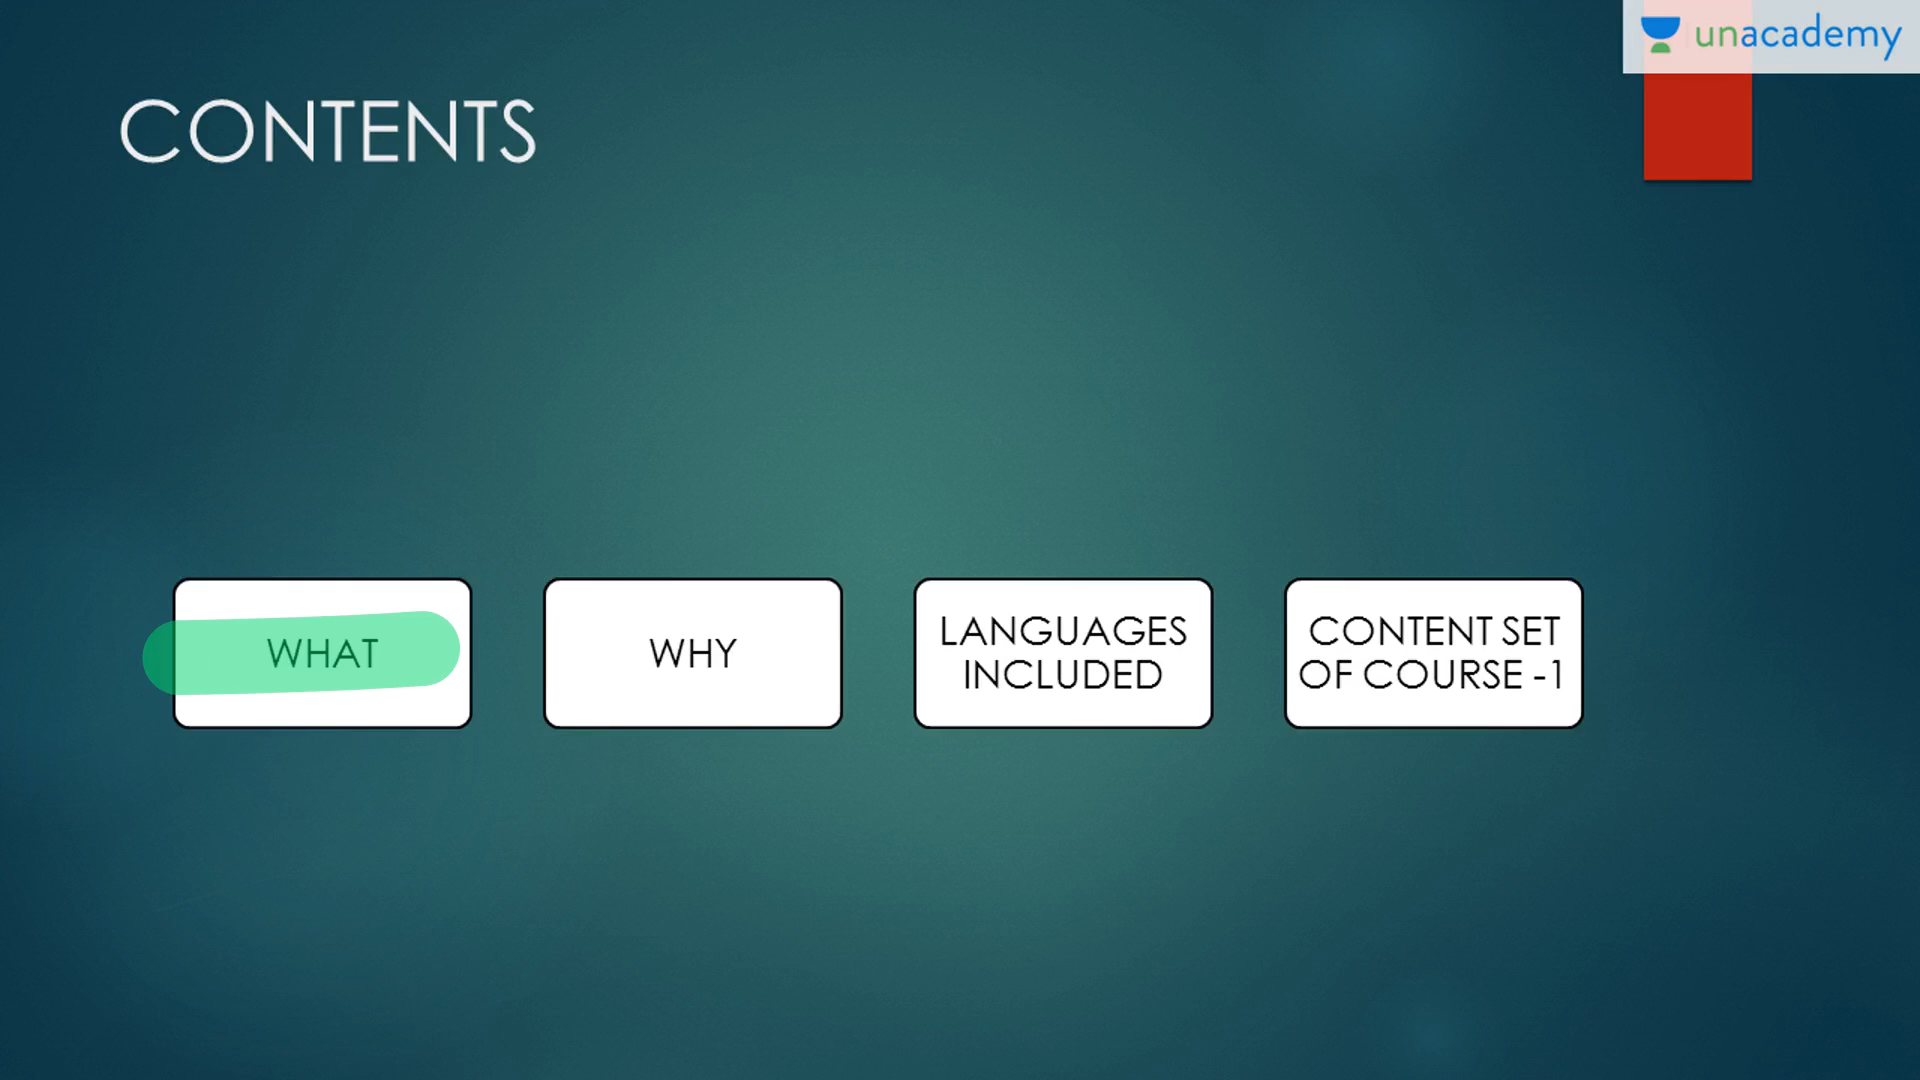 unacademy
CONTENTS
WHAT
WHY
LANGUAGES
INCLUDED
CONTENT SET
OF COURSE -1